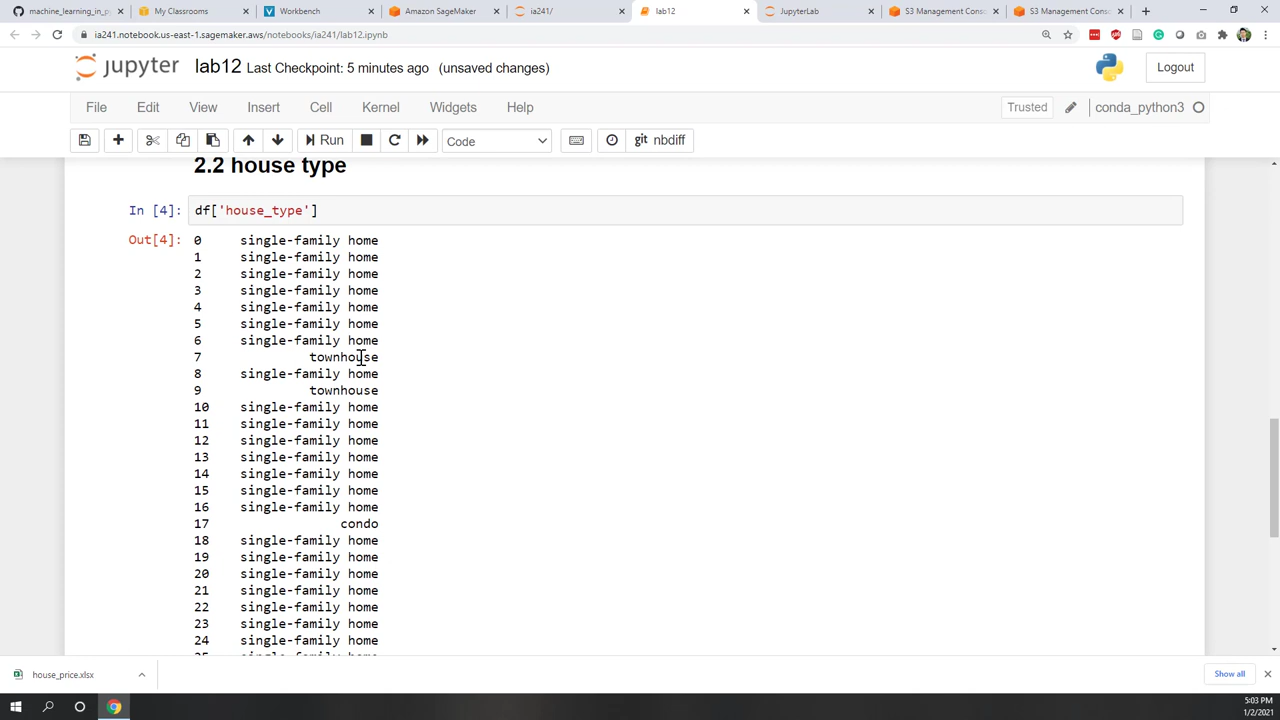 machine_learning_in_p
My Classrooms
Workbench
Amazon SageMaker
ia241/
lab12
JupyterLab
S3 Management Cons
S3 Management Cons
ia241.notebook.us-east-1.sagemaker.aws/notebooks/ia241/lab12.ipynb
jupyter lab12 Last Checkpoint: 5 minutes ago (unsaved changes)
Logout
File Edit View Insert Cell Kernel Widgets Help
Trusted
conda_python3
Run
Code
nbdiff
2.2 house type
In [4]: df['house_type']
Out[4]: 0 single-family home
1 single-family home
2 single-family home
3 single-family home
4 single-family home
5 single-family home
6 single-family home
7 townhouse
8 single-family home
9 townhouse
10 single-family home
11 single-family home
12 single-family home
13 single-family home
14 single-family home
15 single-family home
16 single-family home
17 condo
18 single-family home
19 single-family home
20 single-family home
21 single-family home
22 single-family home
23 single-family home
24 single-family home
house_price.xlsx
Show all
5:03 PM
1/2/2021